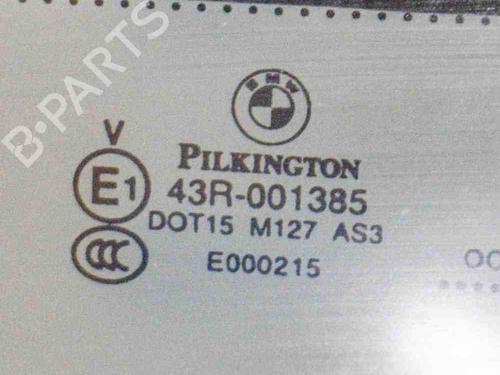 B·PARTS
BMW
V
PILKINGTON
E1 43R-001385
DOT15 M127 AS3
CCC
E000215